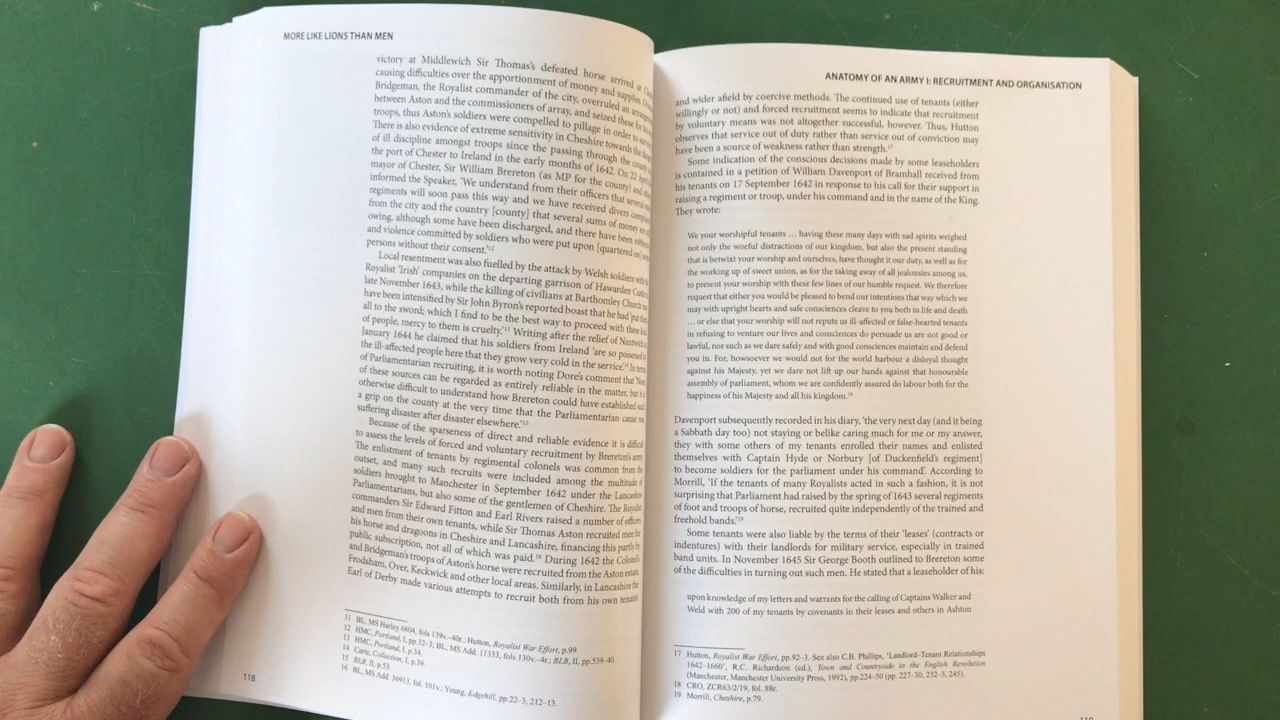 MORE LIKE LIONS THAN MEN
victory at Middlewich Sir Thomas's defeated horse arrived at
causing difficulties over the apportionment of money and supplies.
Bridgeman, the Royalist commander of the city, overruled an
between Aston and the commissioners of array, and seized these for
troops, thus Aston's soldiers were compelled to pillage in order to
There is also evidence of extreme sensitivity in Cheshire towards the
of ill discipline amongst troops since the passing through the
the port of Chester to Ireland in the early months of 1642. On 22
mayor of Chester, Sir William Brereton (as MP for the county) and
informed the Speaker, 'We understand from their officers that several
regiments will soon pass this way and we have received divers
from the city and the country [county] that several sums of money are
owing, although some have been discharged, and there have been
and violence committed by soldiers who were put upon [quartered on]
persons without their consent.'12
Local resentment was also fuelled by the attack by Welsh soldiers
Royalist 'Irish' companies on the departing garrison of Hawarden
late November 1643, while the killing of civilians at Barthomley Church
have been intensified by Sir John Byron's reported boast that he had 'put
all to the sword; which I find to be the best way to proceed with these
of people, mercy to them is cruelty.'13 Writing after the relief of Nantwich
January 1644 he claimed that his soldiers from Ireland 'are so
the ill-affected people here that they grow very cold in the service.'14 In
of Parliamentarian recruiting, it is worth noting Dore's comment that
of these sources can be regarded as entirely reliable in the matter, but it is
otherwise difficult to understand how Brereton could have established such
a grip on the county at the very time that the Parliamentarian cause was
suffering disaster after disaster elsewhere.'15
Because of the sparseness of direct and reliable evidence it is difficult
to assess the levels of forced and voluntary recruitment by Brereton's army.
The enlistment of tenants by regimental colonels was common from the
outset, and many such recruits were included among the multitude of
soldiers brought to Manchester in September 1642 under the Lancashire
Parliamentarians, but also some of the gentlemen of Cheshire. The Royalist
commanders Sir Edward Fitton and Earl Rivers raised a number of officers
and men from their own tenants, while Sir Thomas Aston recruited men for
his horse and dragoons in Cheshire and Lancashire, financing this partly by
public subscription, not all of which was paid.16 During 1642 the Colonels
and Bridgeman's troops of Aston's horse were recruited from the Aston estate,
Frodsham, Over, Keckwick and other local areas. Similarly, in Lancashire the
Earl of Derby made various attempts to recruit both from his own tenants
11 BL, MS Harley 6804, fols 139v.–40r.; Hutton, Royalist War Effort, p.99.
12 HMC, Portland, I, pp.32–3; BL, MS Add. 11333, fols 130v.–4r.; BLB, II, pp.539–40.
13 HMC, Portland, I, p.34.
14 Carte, Collection, I, p.39.
15 BLB, II, p.53.
16 BL, MS Add. 36913, fol. 101v.; Young, Edgehill, pp.22–3, 212–13.
118
ANATOMY OF AN ARMY I: RECRUITMENT AND ORGANISATION
and wider afield by coercive methods. The continued use of tenants (either
willingly or not) and forced recruitment seems to indicate that recruitment
by voluntary means was not altogether successful, however. Thus, Hutton
observes that service out of duty rather than service out of conviction may
have been a source of weakness rather than strength.17
Some indication of the conscious decisions made by some leaseholders
is contained in a petition of William Davenport of Bramhall received from
his tenants on 17 September 1642 in response to his call for their support in
raising a regiment or troop, under his command and in the name of the King.
They wrote:
We your worshipful tenants … having these many days with sad spirits weighed
not only the woeful distractions of our kingdom, but also the present standing
that is betwixt your worship and ourselves, have thought it our duty, as well as for
the working up of sweet union, as for the taking away of all jealousies among us,
to present your worship with these few lines of our humble request. We therefore
request that either you would be pleased to bend our intentions that way which we
may with upright hearts and safe consciences cleave to you both in life and death
… or else that your worship will not repute us ill-affected or false-hearted tenants
in refusing to venture our lives and consciences do persuade us are not good or
lawful, nor such as we dare safely and with good consciences maintain and defend
you in. For, howsoever we would not for the world harbour a disloyal thought
against his Majesty, yet we dare not lift up our hands against that honourable
assembly of parliament, whom we are confidently assured do labour both for the
happiness of his Majesty and all his kingdom.18
Davenport subsequently recorded in his diary, 'the very next day (and it being
a Sabbath day too) not staying or belike caring much for me or my answer,
they with some others of my tenants enrolled their names and enlisted
themselves with Captain Hyde or Norbury [of Duckenfield's regiment]
to become soldiers for the parliament under his command'. According to
Morrill, 'If the tenants of many Royalists acted in such a fashion, it is not
surprising that Parliament had raised by the spring of 1643 several regiments
of foot and troops of horse, recruited quite independently of the trained and
freehold bands.'19
Some tenants were also liable by the terms of their 'leases' (contracts or
indentures) with their landlords for military service, especially in trained
band units. In November 1645 Sir George Booth outlined to Brereton some
of the difficulties in turning out such men. He stated that a leaseholder of his:
upon knowledge of my letters and warrants for the calling of Captains Walker and
Weld with 200 of my tenants by covenants in their leases and others in Ashton
17 Hutton, Royalist War Effort, pp.92–3. See also C.B. Phillips, 'Landlord–Tenant Relationships
1642–1660', R.C. Richardson (ed.), Town and Countryside in the English Revolution
(Manchester, Manchester University Press, 1992), pp.224–50 (pp. 227–30, 232–3, 245).
18 CRO, ZCR63/2/19, fol. 88r.
19 Morrill, Cheshire, p.79.